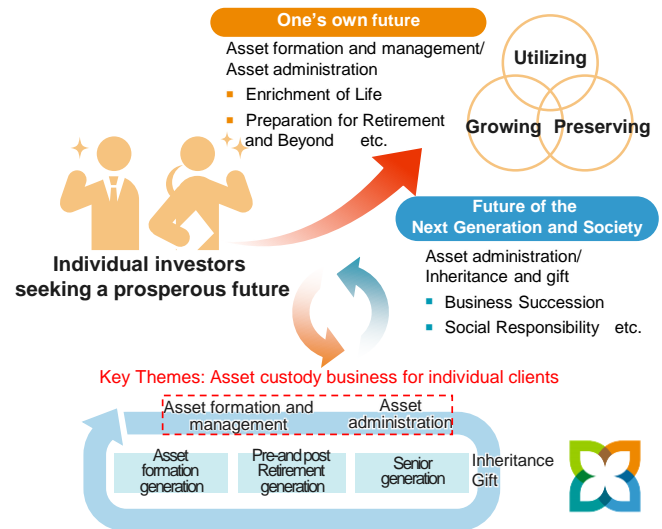 One's own future
Asset formation and management/
Asset administration
Enrichment of Life
Preparation for Retirement
and Beyond etc.
Utilizing
Growing
Preserving
Individual investors
seeking a prosperous future
Future of the
Next Generation and Society
Asset administration/
Inheritance and gift
Business Succession
Social Responsibility etc.
Key Themes: Asset custody business for individual clients
Asset formation and
management
Asset
administration
Asset
formation
generation
Pre-and post
Retirement
generation
Senior
generation
Inheritance
Gift